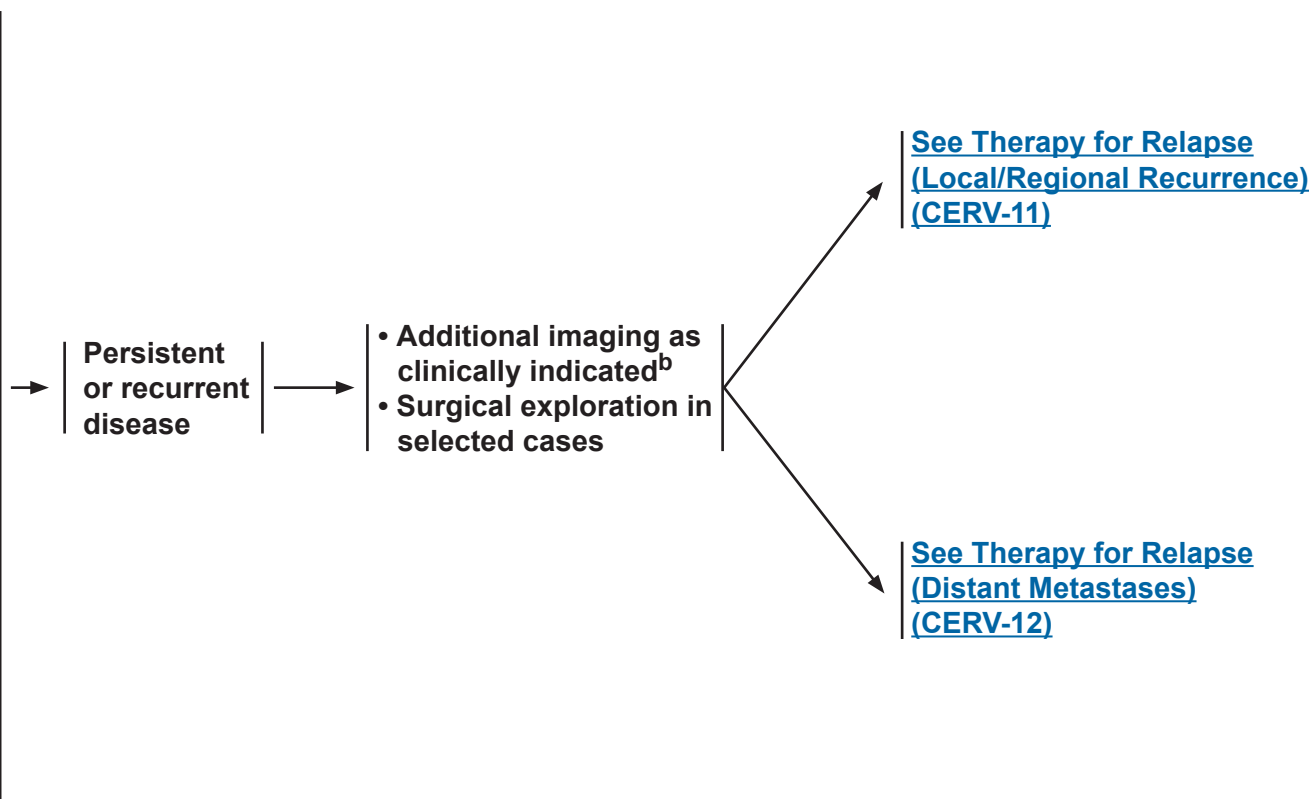 Persistent
or recurrent
disease
• Additional imaging as
clinically indicatedb
• Surgical exploration in
selected cases
See Therapy for Relapse
(Local/Regional Recurrence)
(CERV-11)
See Therapy for Relapse
(Distant Metastases)
(CERV-12)